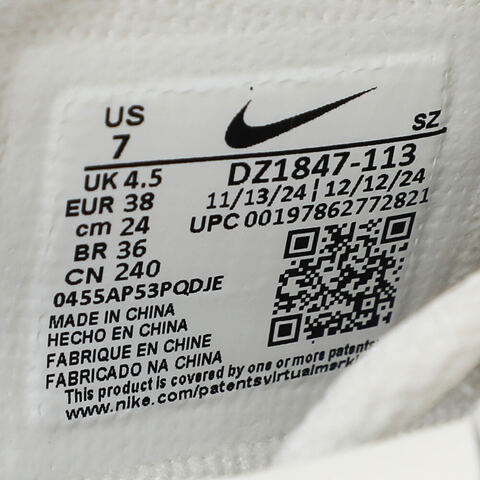 US
7
SZ
DZ1847-113
UK 4.5
11/13/24 | 12/12/24
EUR 38
UPC 00197862772821
cm 24
BR 36
CN 240
0455AP53PQDJE
MADE IN CHINA
HECHO EN CHINA
FABRIQUE EN CHINE
FABRICADO NA CHINA
This product is covered by one or more patents
www.nike.com/patentsvirtualmarki